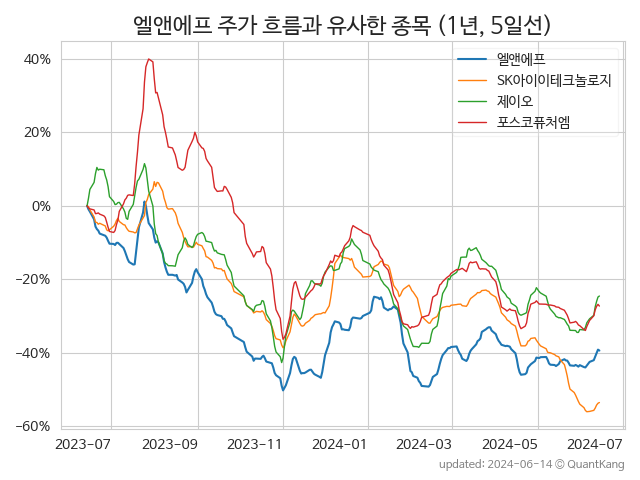 엘앤에프 주가 흐름과 유사한 종목 (1년, 5일선)
엘앤에프
SK아이이테크놀로지
제이오
포스코퓨처엠
40%
20%
0%
−20%
−40%
−60%
2023-07 2023-09 2023-11 2024-01 2024-03 2024-05 2024-07
updated: 2024-06-14 © QuantKang